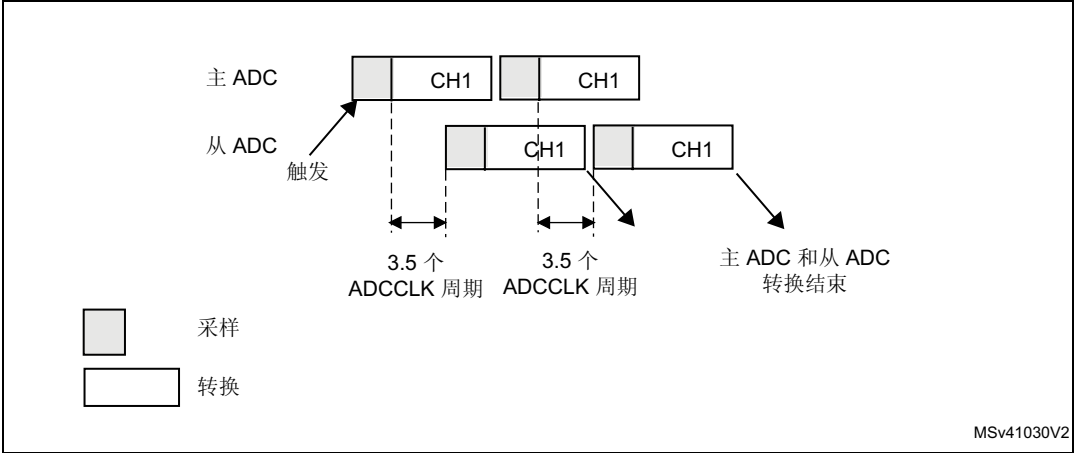 主 ADC
CH1
CH1
从 ADC
触发
CH1
CH1
3.5 个
ADCCLK 周期
3.5 个
ADCCLK 周期
主 ADC 和从 ADC
转换结束
采样
转换
MSv41030V2